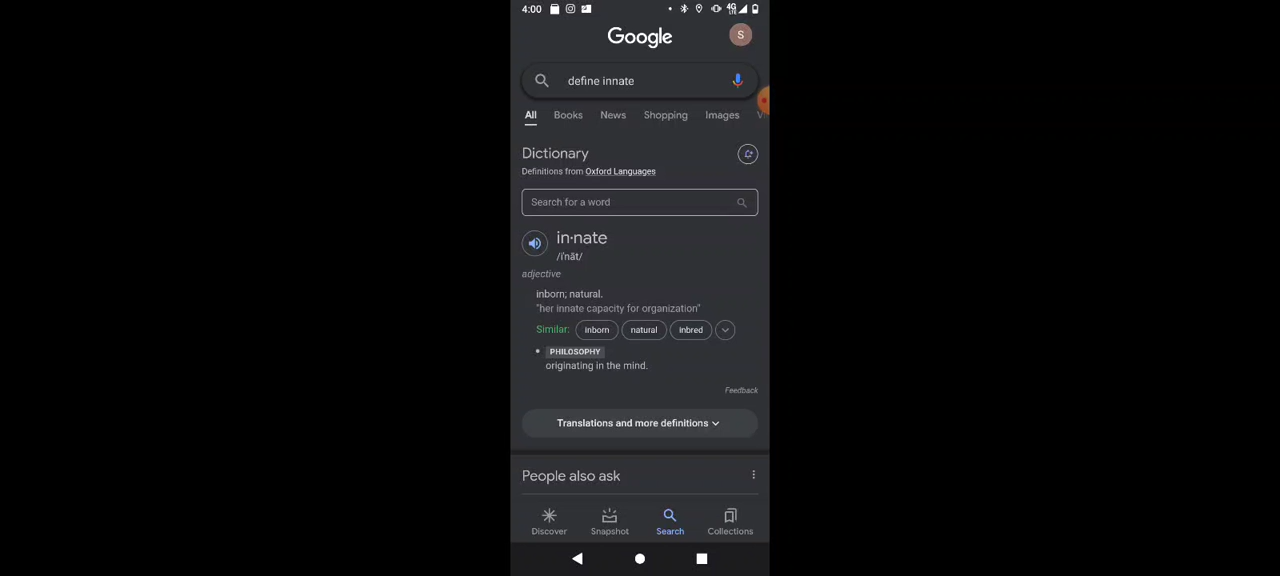 4:00
4G
LTE
Google
S
define innate
All Books News Shopping Images
Dictionary
Definitions from Oxford Languages
Search for a word
in·nate
/iˈnāt/
adjective
inborn; natural.
"her innate capacity for organization"
Similar: inborn natural inbred
PHILOSOPHY
originating in the mind.
Feedback
Translations and more definitions
People also ask
Discover Snapshot Search Collections